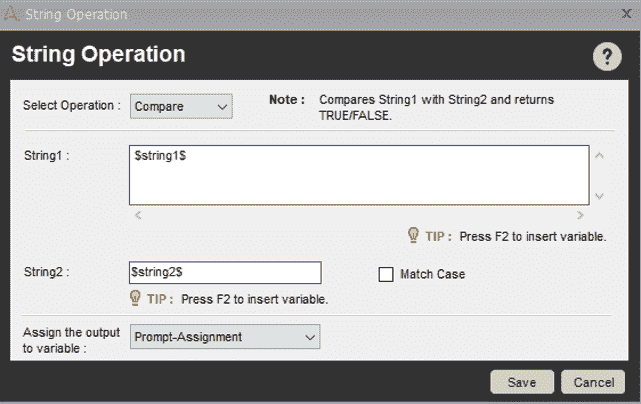 String Operation
String Operation
?
Select Operation : Compare Note : Compares String1 with String2 and returns
TRUE/FALSE.
String1 : $string1$
TIP : Press F2 to insert variable.
String2 : $string2$ Match Case
TIP : Press F2 to insert variable.
Assign the output
to variable : Prompt-Assignment
Save Cancel